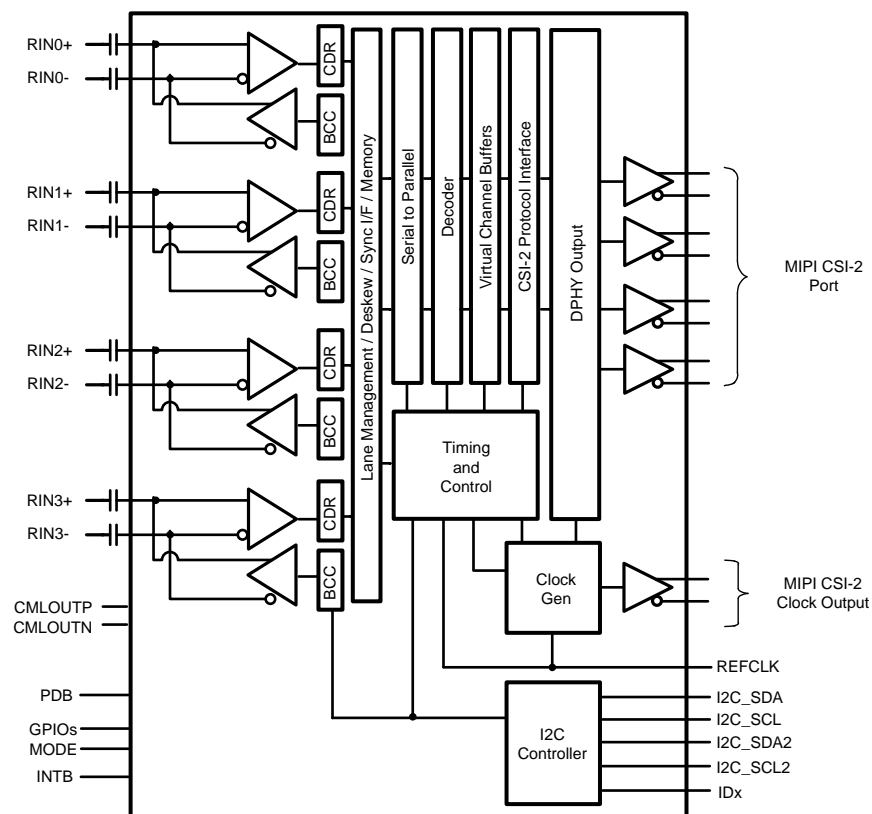 RIN0+
RIN0-
CDR
BCC
RIN1+
RIN1-
CDR
BCC
RIN2+
RIN2-
CDR
BCC
RIN3+
RIN3-
CDR
BCC
Lane Management / Deskew / Sync I/F / Memory
Serial to Parallel
Decoder
Virtual Channel Buffers
CSI-2 Protocol Interface
DPHY Output
MIPI CSI-2
Port
Timing
and
Control
Clock
Gen
MIPI CSI-2
Clock Output
CMLOUTP
CMLOUTN
PDB
GPIOs
MODE
INTB
REFCLK
I2C
Controller
I2C_SDA
I2C_SCL
I2C_SDA2
I2C_SCL2
IDx